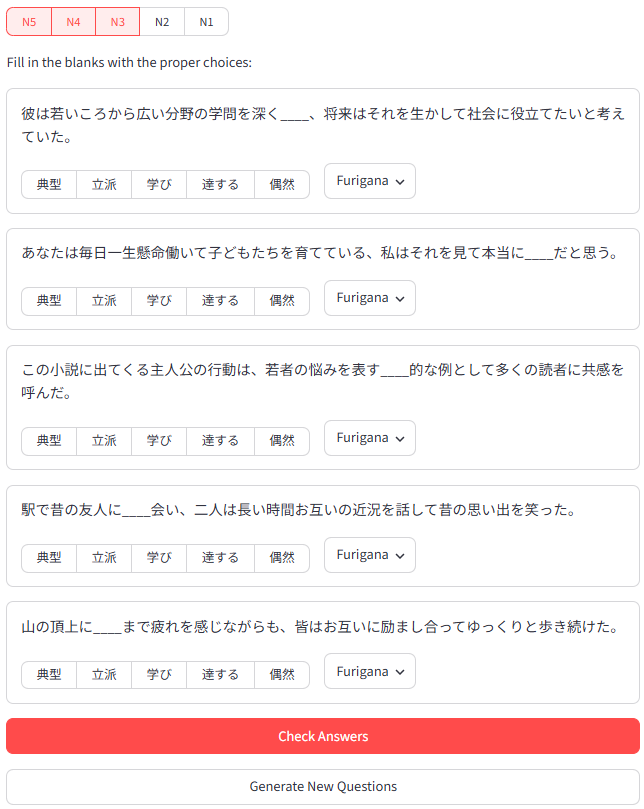 N5 N4 N3 N2 N1
Fill in the blanks with the proper choices:
彼は若いころから広い分野の学問を深く____、将来はそれを生かして社会に役立てたいと考え
ていた。
典型 立派 学び 達する 偶然 Furigana
あなたは毎日一生懸命働いて子どもたちを育てている、私はそれを見て本当に____だと思う。
典型 立派 学び 達する 偶然 Furigana
この小説に出てくる主人公の行動は、若者の悩みを表す____的な例として多くの読者に共感を
呼んだ。
典型 立派 学び 達する 偶然 Furigana
駅で昔の友人に____会い、二人は長い時間お互いの近況を話して昔の思い出を笑った。
典型 立派 学び 達する 偶然 Furigana
山の頂上に____まで疲れを感じながらも、皆はお互いに励まし合ってゆっくりと歩き続けた。
典型 立派 学び 達する 偶然 Furigana
Check Answers
Generate New Questions